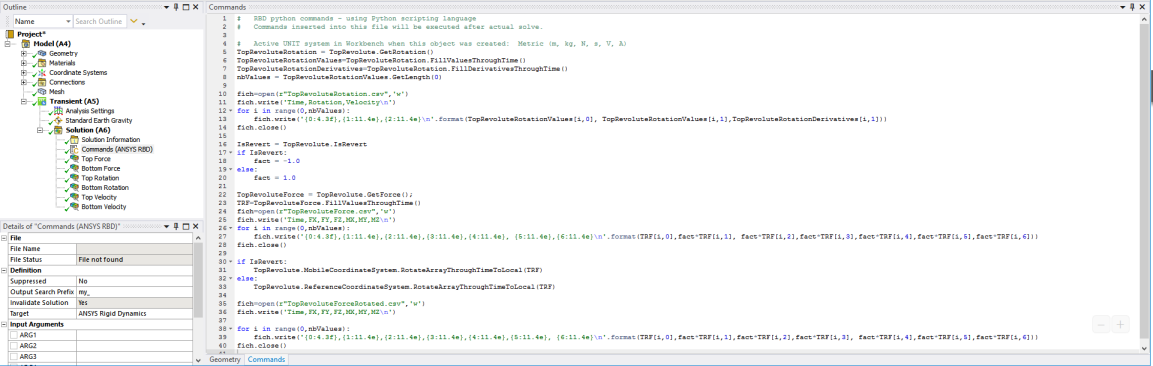 Outline
Name
Search Outline
Project*
Model (A4)
Geometry
Materials
Coordinate Systems
Connections
Mesh
Transient (A5)
Analysis Settings
Standard Earth Gravity
Solution (A6)
Solution Information
Commands (ANSYS RBD)
Top Force
Bottom Force
Top Rotation
Bottom Rotation
Top Velocity
Bottom Velocity
Details of "Commands (ANSYS RBD)"
File
File Name
File Status File not found
Definition
Suppressed No
Output Search Prefix my_
Invalidate Solution Yes
Target ANSYS Rigid Dynamics
Input Arguments
ARG1
ARG2
ARG3
Commands
1 # RBD python commands - using Python scripting language
2 # Commands inserted into this file will be executed after actual solve.
3
4 # Active UNIT system in Workbench when this object was created: Metric (m, kg, N, s, V, A)
5 TopRevoluteRotation = TopRevolute.GetRotation()
6 TopRevoluteRotationValues=TopRevoluteRotation.FillValuesThroughTime()
7 TopRevoluteRotationDerivatives=TopRevoluteRotation.FillDerivativesThroughTime()
8 nbValues = TopRevoluteRotationValues.GetLength(0)
9
10 fich=open(r"TopRevoluteRotation.csv",'w')
11 fich.write('Time,Rotation,Velocity\n')
12 for i in range(0,nbValues):
13 fich.write('{0:4.3f},{1:11.4e},{2:11.4e}\n'.format(TopRevoluteRotationValues[i,0], TopRevoluteRotationValues[i,1],TopRevoluteRotationDerivatives[i,1]))
14 fich.close()
15
16 IsRevert = TopRevolute.IsRevert
17 if IsRevert:
18 fact = -1.0
19 else:
20 fact = 1.0
21
22 TopRevoluteForce = TopRevolute.GetForce();
23 TRF=TopRevoluteForce.FillValuesThroughTime()
24 fich=open(r"TopRevoluteForce.csv",'w')
25 fich.write('Time,FX,FY,FZ,MX,MY,MZ\n')
26 for i in range(0,nbValues):
27 fich.write('{0:4.3f},{1:11.4e},{2:11.4e},{3:11.4e},{4:11.4e}, {5:11.4e},{6:11.4e}\n'.format(TRF[i,0],fact*TRF[i,1], fact*TRF[i,2],fact*TRF[i,3],fact*TRF[i,4],fact*TRF[i,5],fact*TRF[i,6]))
28 fich.close()
29
30 if IsRevert:
31 TopRevolute.MobileCoordinateSystem.RotateArrayThroughTimeToLocal(TRF)
32 else:
33 TopRevolute.ReferenceCoordinateSystem.RotateArrayThroughTimeToLocal(TRF)
34
35 fich=open(r"TopRevoluteForceRotated.csv",'w')
36 fich.write('Time,FX,FY,FZ,MX,MY,MZ\n')
37
38 for i in range(0,nbValues):
39 fich.write('{0:4.3f},{1:11.4e},{2:11.4e},{3:11.4e},{4:11.4e},{5:11.4e}, {6:11.4e}\n'.format(TRF[i,0],fact*TRF[i,1],fact*TRF[i,2],fact*TRF[i,3], fact*TRF[i,4],fact*TRF[i,5],fact*TRF[i,6]))
40 fich.close()
Geometry Commands